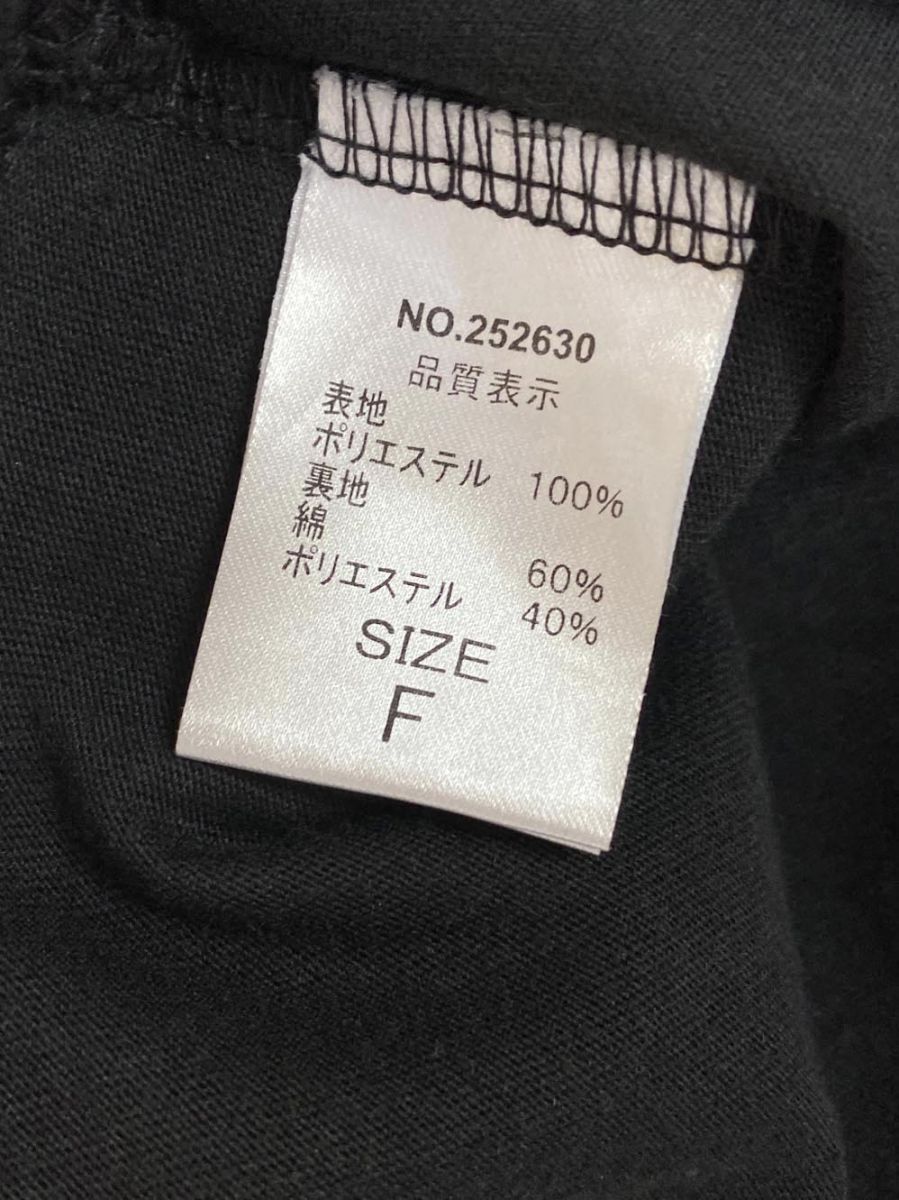 NO.252630
品質表示
表地
ポリエステル 100%
裏地
綿 60%
ポリエステル 40%
SIZE
F